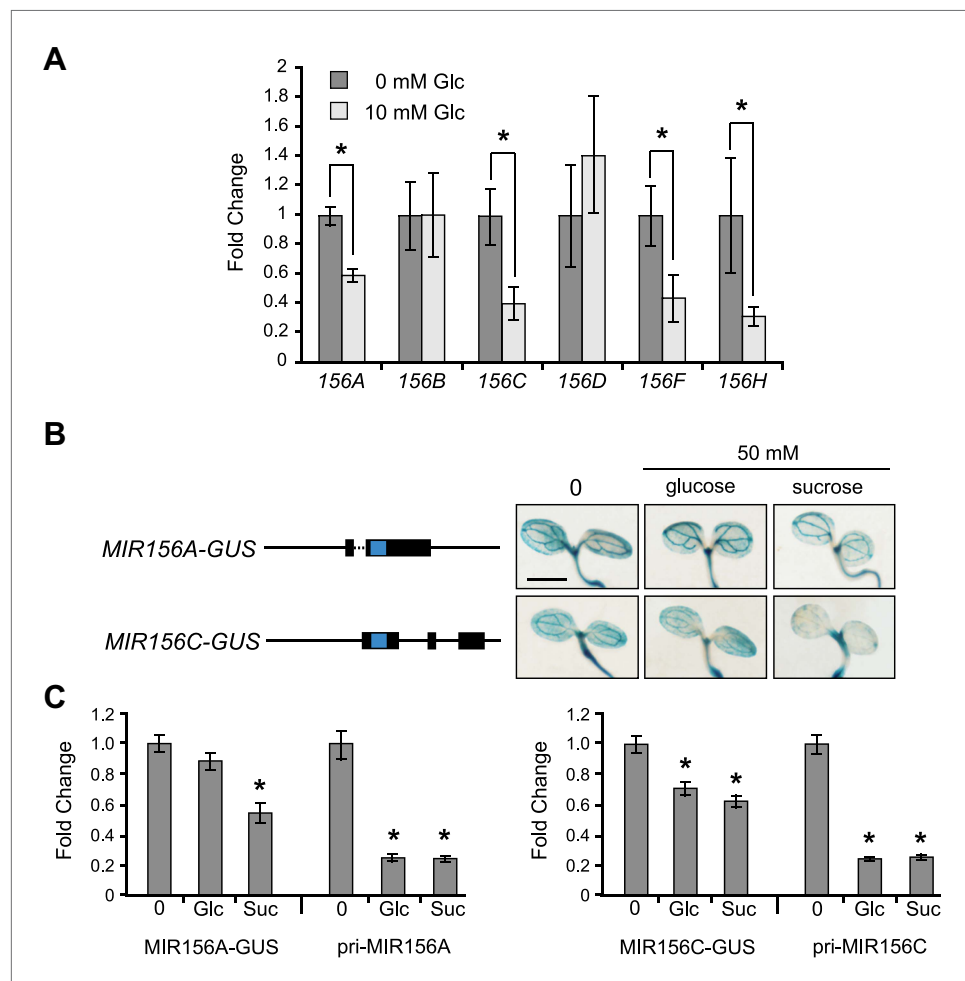 A
2
1.8
1.6
1.4
1.2
1
0.8
0.6
0.4
0.2
0
Fold Change
0 mM Glc
10 mM Glc
* * * *
156A 156B 156C 156D 156F 156H
B
50 mM
0 glucose sucrose
MIR156A-GUS
MIR156C-GUS
C
1.2
1.0
0.8
0.6
0.4
0.2
0
Fold Change
* * *
0 Glc Suc 0 Glc Suc
MIR156A-GUS pri-MIR156A
1.2
1.0
0.8
0.6
0.4
0.2
0
Fold Change
* * * *
0 Glc Suc 0 Glc Suc
MIR156C-GUS pri-MIR156C